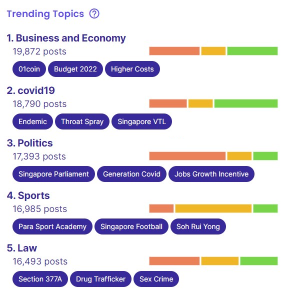 Trending Topics ?
1. Business and Economy
19,872 posts
01coin Budget 2022 Higher Costs
2. covid19
18,790 posts
Endemic Throat Spray Singapore VTL
3. Politics
17,393 posts
Singapore Parliament Generation Covid Jobs Growth Incentive
4. Sports
16,985 posts
Para Sport Academy Singapore Football Soh Rui Yong
5. Law
16,493 posts
Section 377A Drug Trafficker Sex Crime